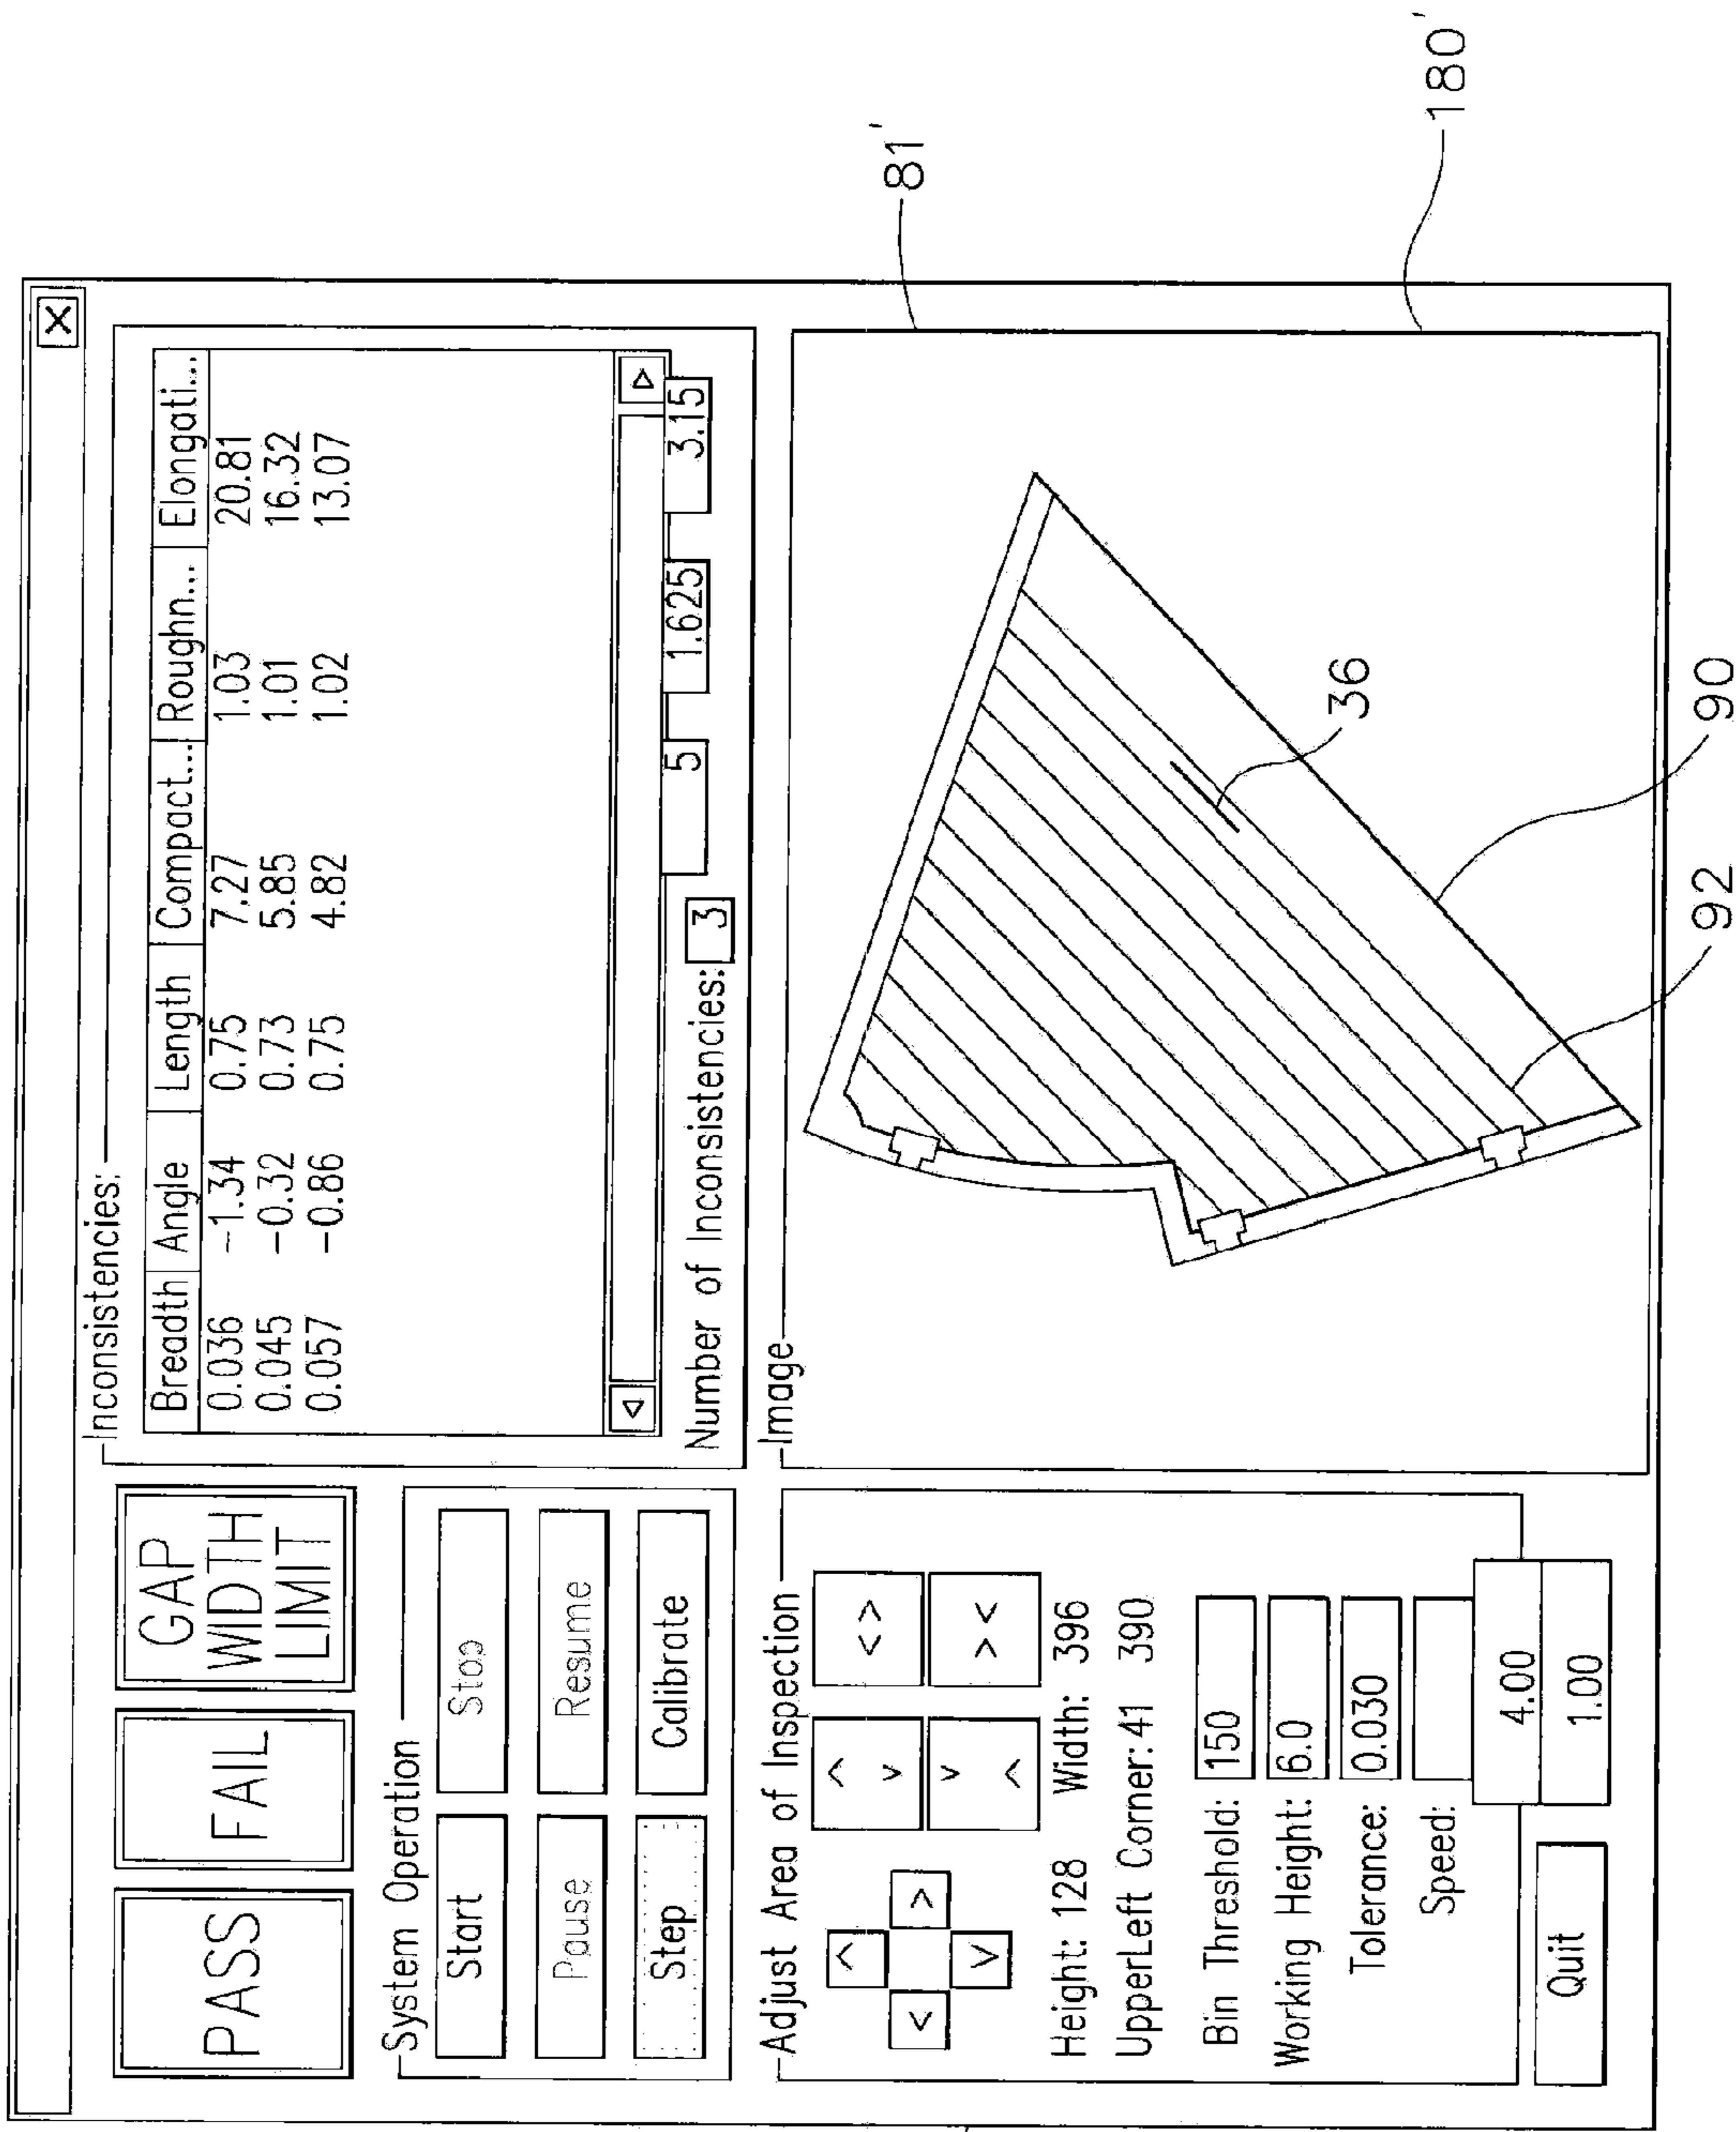 X
PASS
FAIL
GAP
WIDTH
LIMIT
System Operation
Start
Stop
Pause
Resume
Step
Calibrate
Inconsistencies:
Breadth Angle Length Compact... Roughn... Elongati...
0.036 -1.34 0.75 7.27 1.03 20.81
0.045 -0.32 0.73 5.85 1.01 16.32
0.057 -0.86 0.75 4.82 1.02 13.07
Number of Inconsistencies: 3
5 1.625 3.15
Adjust Area of Inspection
^ ^ < >
< > v
v v > <
^
Height: 128 Width: 396
UpperLeft Corner: 41 390
Bin Threshold: 150
Working Height: 6.0
Tolerance: 0.030
Speed:
4.00
1.00
Quit
Image
81'
180'
36
90
92